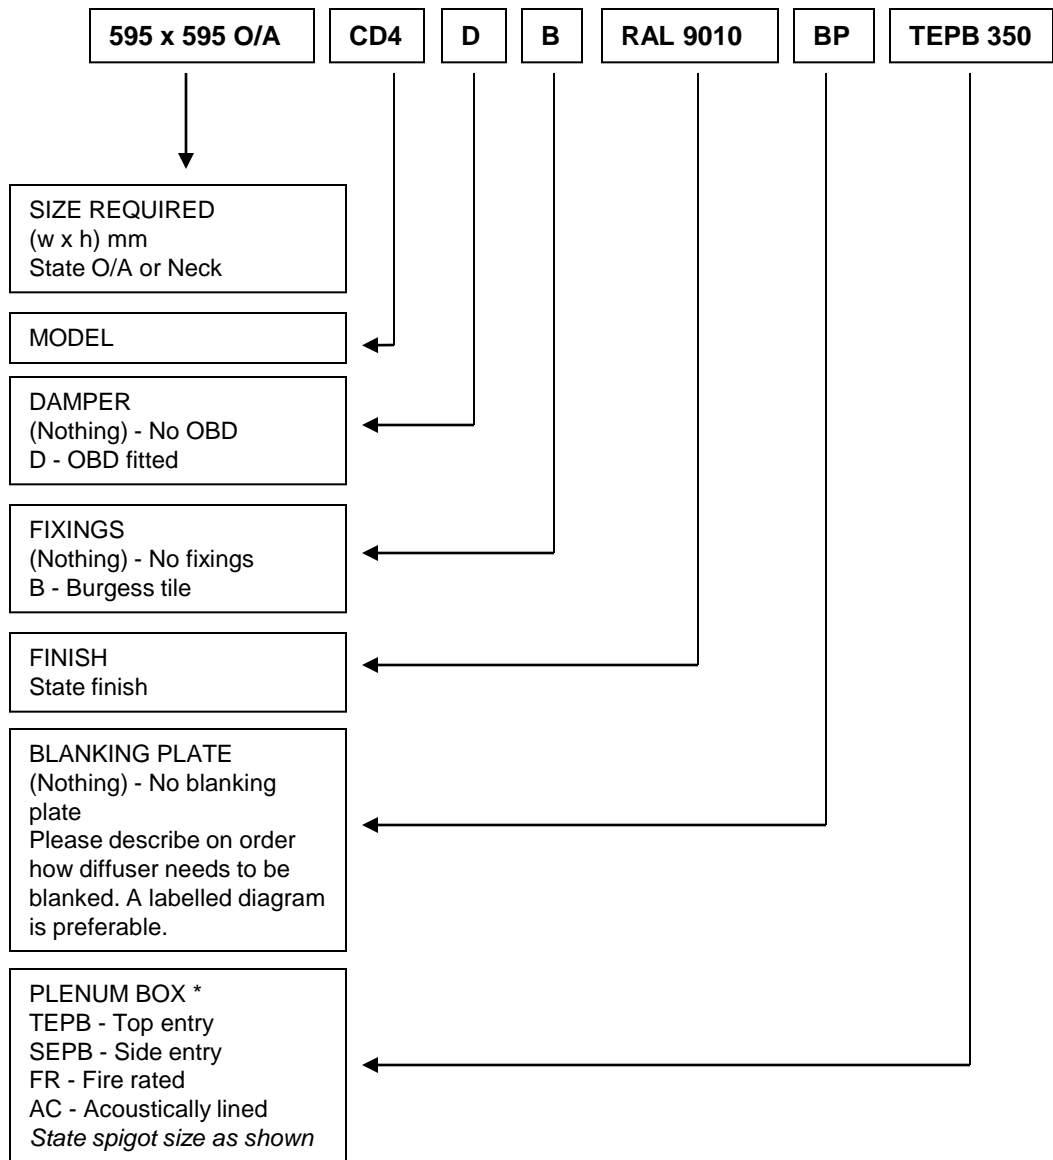 595 x 595 O/A CD4 D B RAL 9010 BP TEPB 350
SIZE REQUIRED
(w x h) mm
State O/A or Neck
MODEL
DAMPER
(Nothing) - No OBD
D - OBD fitted
FIXINGS
(Nothing) - No fixings
B - Burgess tile
FINISH
State finish
BLANKING PLATE
(Nothing) - No blanking
plate
Please describe on order
how diffuser needs to be
blanked. A labelled diagram
is preferable.
PLENUM BOX *
TEPB - Top entry
SEPB - Side entry
FR - Fire rated
AC - Acoustically lined
State spigot size as shown